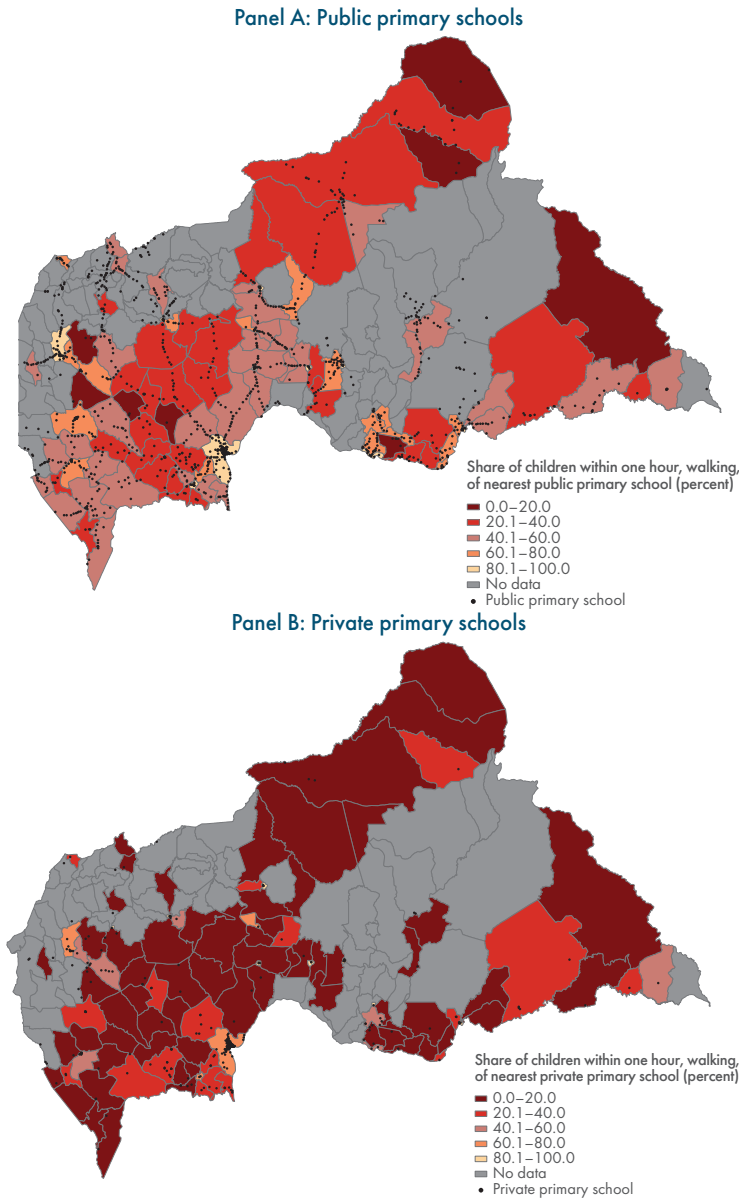 Panel A: Public primary schools
Share of children within one hour, walking,
of nearest public primary school (percent)
0.0–20.0
20.1–40.0
40.1–60.0
60.1–80.0
80.1–100.0
No data
Public primary school
Panel B: Private primary schools
Share of children within one hour, walking,
of nearest private primary school (percent)
0.0–20.0
20.1–40.0
40.1–60.0
60.1–80.0
80.1–100.0
No data
Private primary school